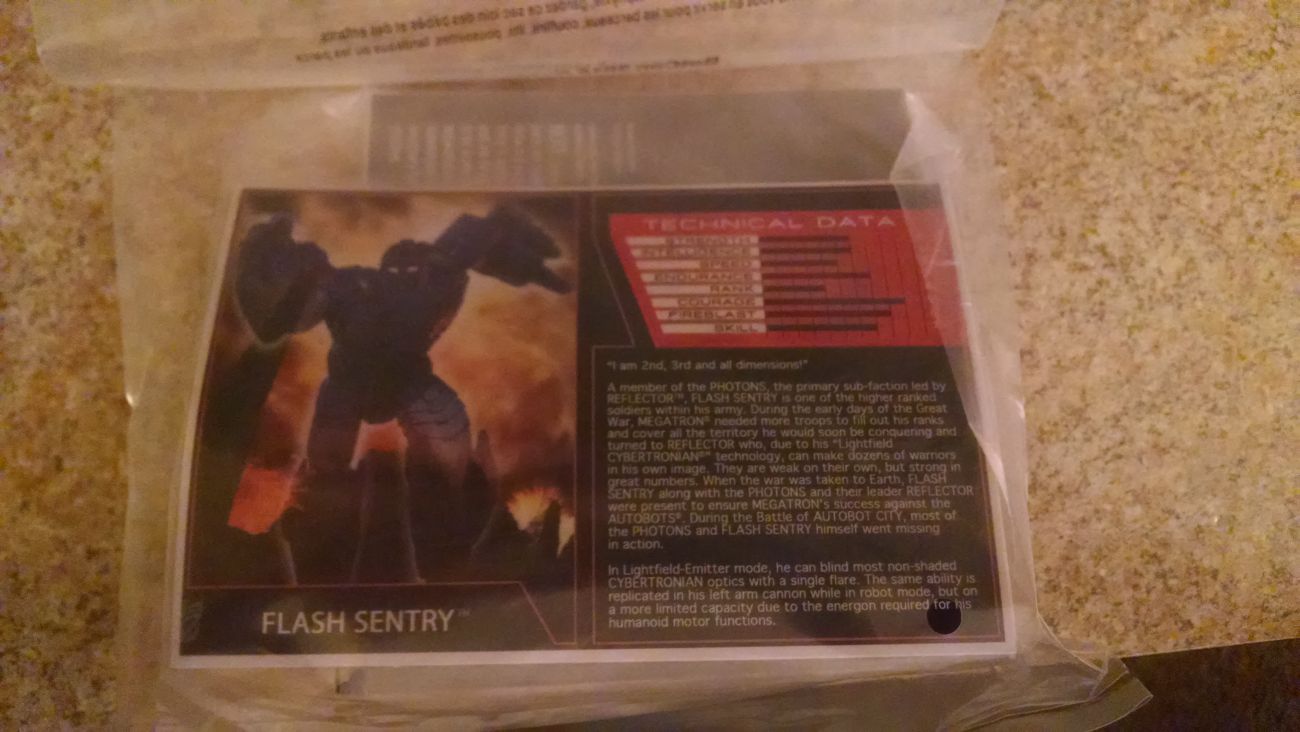 TECHNICAL DATA
STRENGTH
INTELLIGENCE
SPEED
ENDURANCE
RANK
COURAGE
FIREBLAST
SKILL
"I am 2nd, 3rd and all dimensions!"
A member of the PHOTONS, the primary sub-faction led by
REFLECTOR™, FLASH SENTRY is one of the higher ranked
soldiers within his army. During the early days of the Great
War, MEGATRON® needed more troops to fill out his ranks
and cover all the territory he would soon be conquering and
turned to REFLECTOR who, due to his "Lightfield
CYBERTRONIAN®" technology, can make dozens of warriors
in his own image. They are weak on their own, but strong in
great numbers. When the war was taken to Earth, FLASH
SENTRY along with the PHOTONS and their leader REFLECTOR
were present to ensure MEGATRON's success against the
AUTOBOTS®. During the Battle of AUTOBOT CITY, most of
the PHOTONS and FLASH SENTRY himself went missing
in action.
In Lightfield-Emitter mode, he can blind most non-shaded
CYBERTRONIAN optics with a single flare. The same ability is
replicated in his left arm cannon while in robot mode, but on
a more limited capacity due to the energon required for his
humanoid motor functions.
FLASH SENTRY™